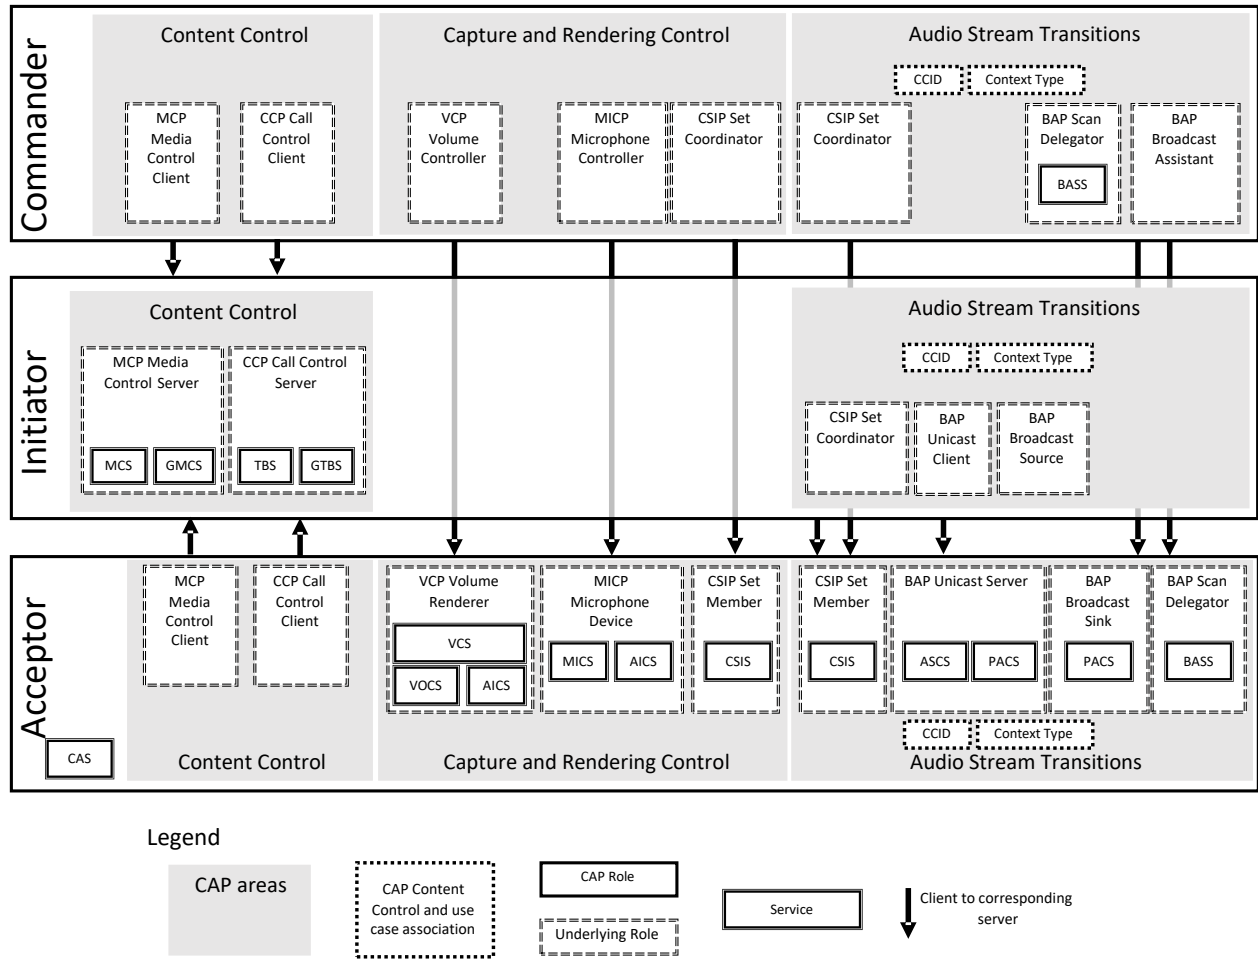 Commander
Content Control
MCP
Media
Control
Client
CCP Call
Control
Client
Capture and Rendering Control
VCP
Volume
Controller
MICP
Microphone
Controller
CSIP Set
Coordinator
Audio Stream Transitions
CCID
Context Type
CSIP Set
Coordinator
BAP Scan
Delegator
BASS
BAP
Broadcast
Assistant
Initiator
Content Control
MCP Media
Control Server
MCS
GMCS
CCP Call Control
Server
TBS
GTBS
Audio Stream Transitions
CCID
Context Type
CSIP Set
Coordinator
BAP
Unicast
Client
BAP
Broadcast
Source
Acceptor
CAS
MCP
Media
Control
Client
CCP Call
Control
Client
Content Control
VCP Volume
Renderer
VCS
VOCS
AICS
MICP
Microphone
Device
MICS
AICS
CSIP Set
Member
CSIS
Capture and Rendering Control
CSIP Set
Member
CSIS
BAP Unicast Server
ASCS
PACS
BAP
Broadcast
Sink
PACS
BAP Scan
Delegator
BASS
CCID
Context Type
Audio Stream Transitions
Legend
CAP areas
CAP Content
Control and use
case association
CAP Role
Underlying Role
Service
Client to corresponding
server